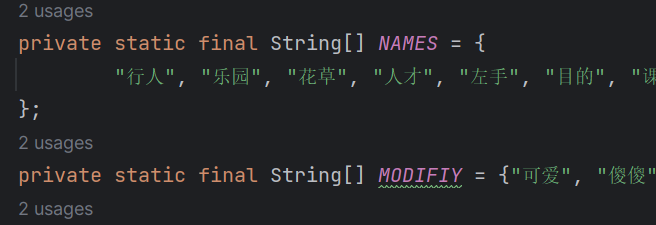 2 usages
private static final String[] NAMES = {
"行人", "乐园", "花草", "人才", "左手", "目的", "课
};
2 usages
private static final String[] MODIFIY = {"可爱", "傻傻"
2 usages